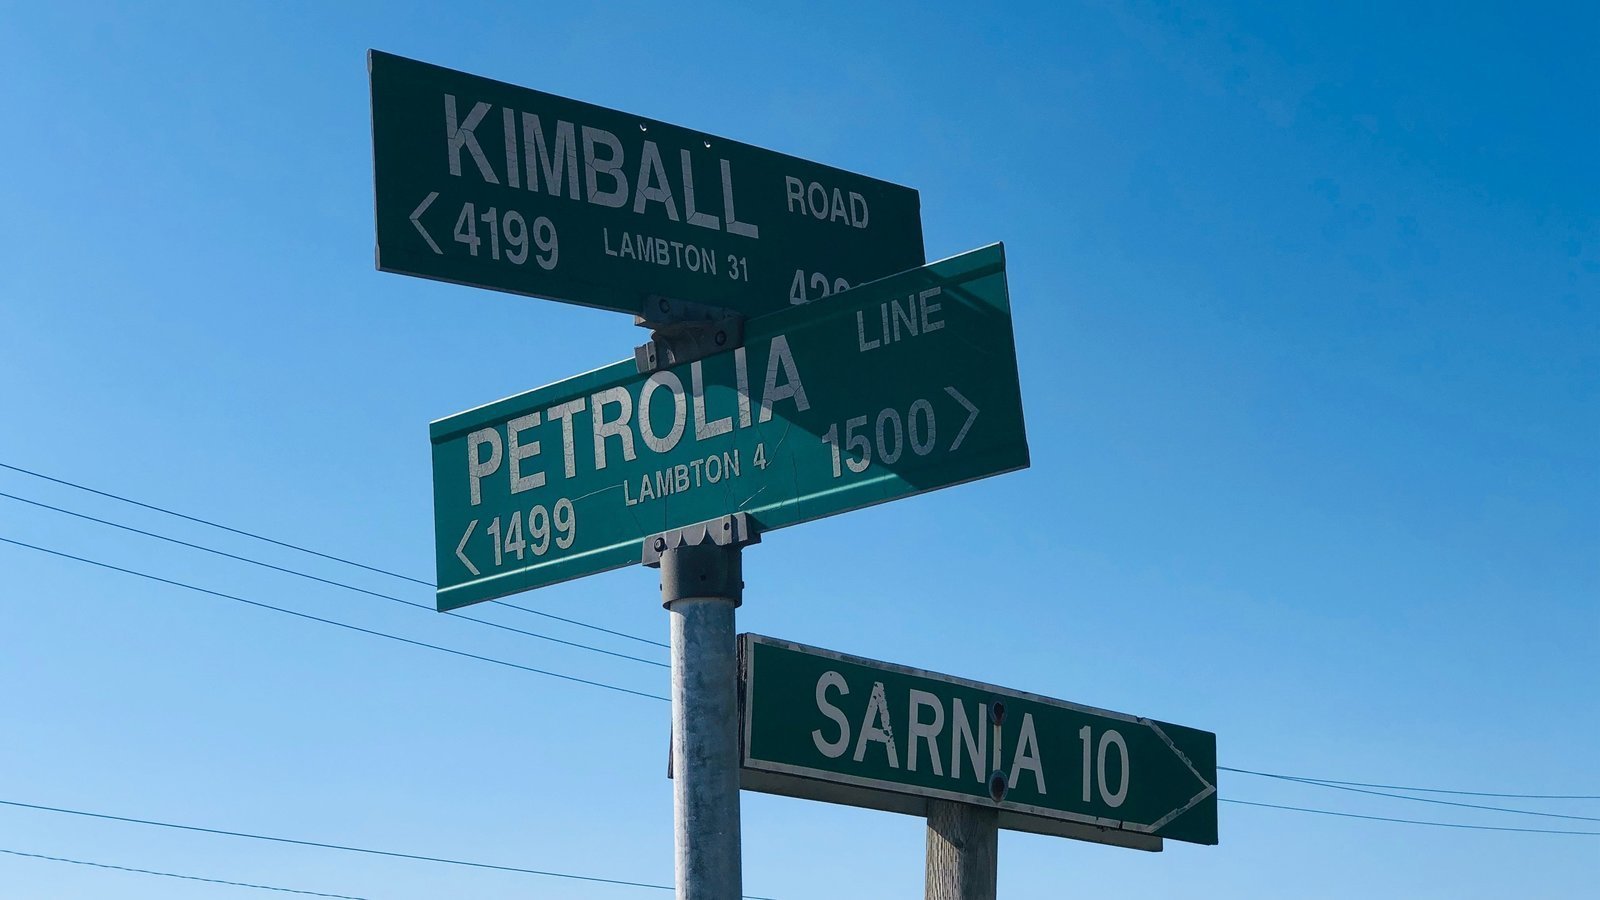 KIMBALL ROAD
< 4199 LAMBTON 31
PETROLIA LINE
< 1499 LAMBTON 4 1500 >
SARNIA 10